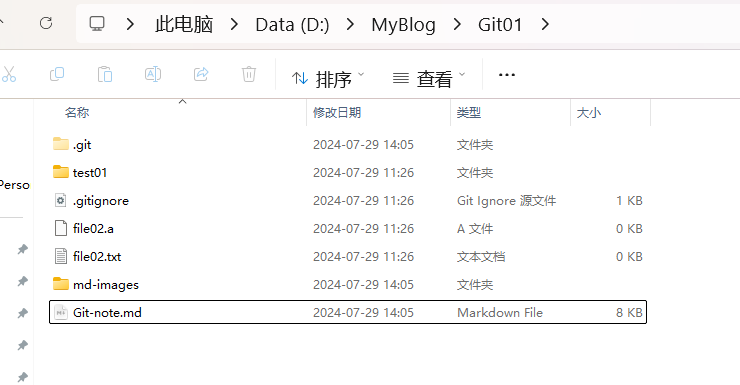 此电脑 Data (D:) MyBlog Git01
排序 查看
名称 修改日期 类型 大小
.git 2024-07-29 14:05 文件夹
test01 2024-07-29 11:26 文件夹
Perso
.gitignore 2024-07-29 11:26 Git Ignore 源文件 1 KB
file02.a 2024-07-29 11:26 A 文件 0 KB
file02.txt 2024-07-29 11:26 文本文档 0 KB
md-images 2024-07-29 14:05 文件夹
Git-note.md 2024-07-29 14:05 Markdown File 8 KB